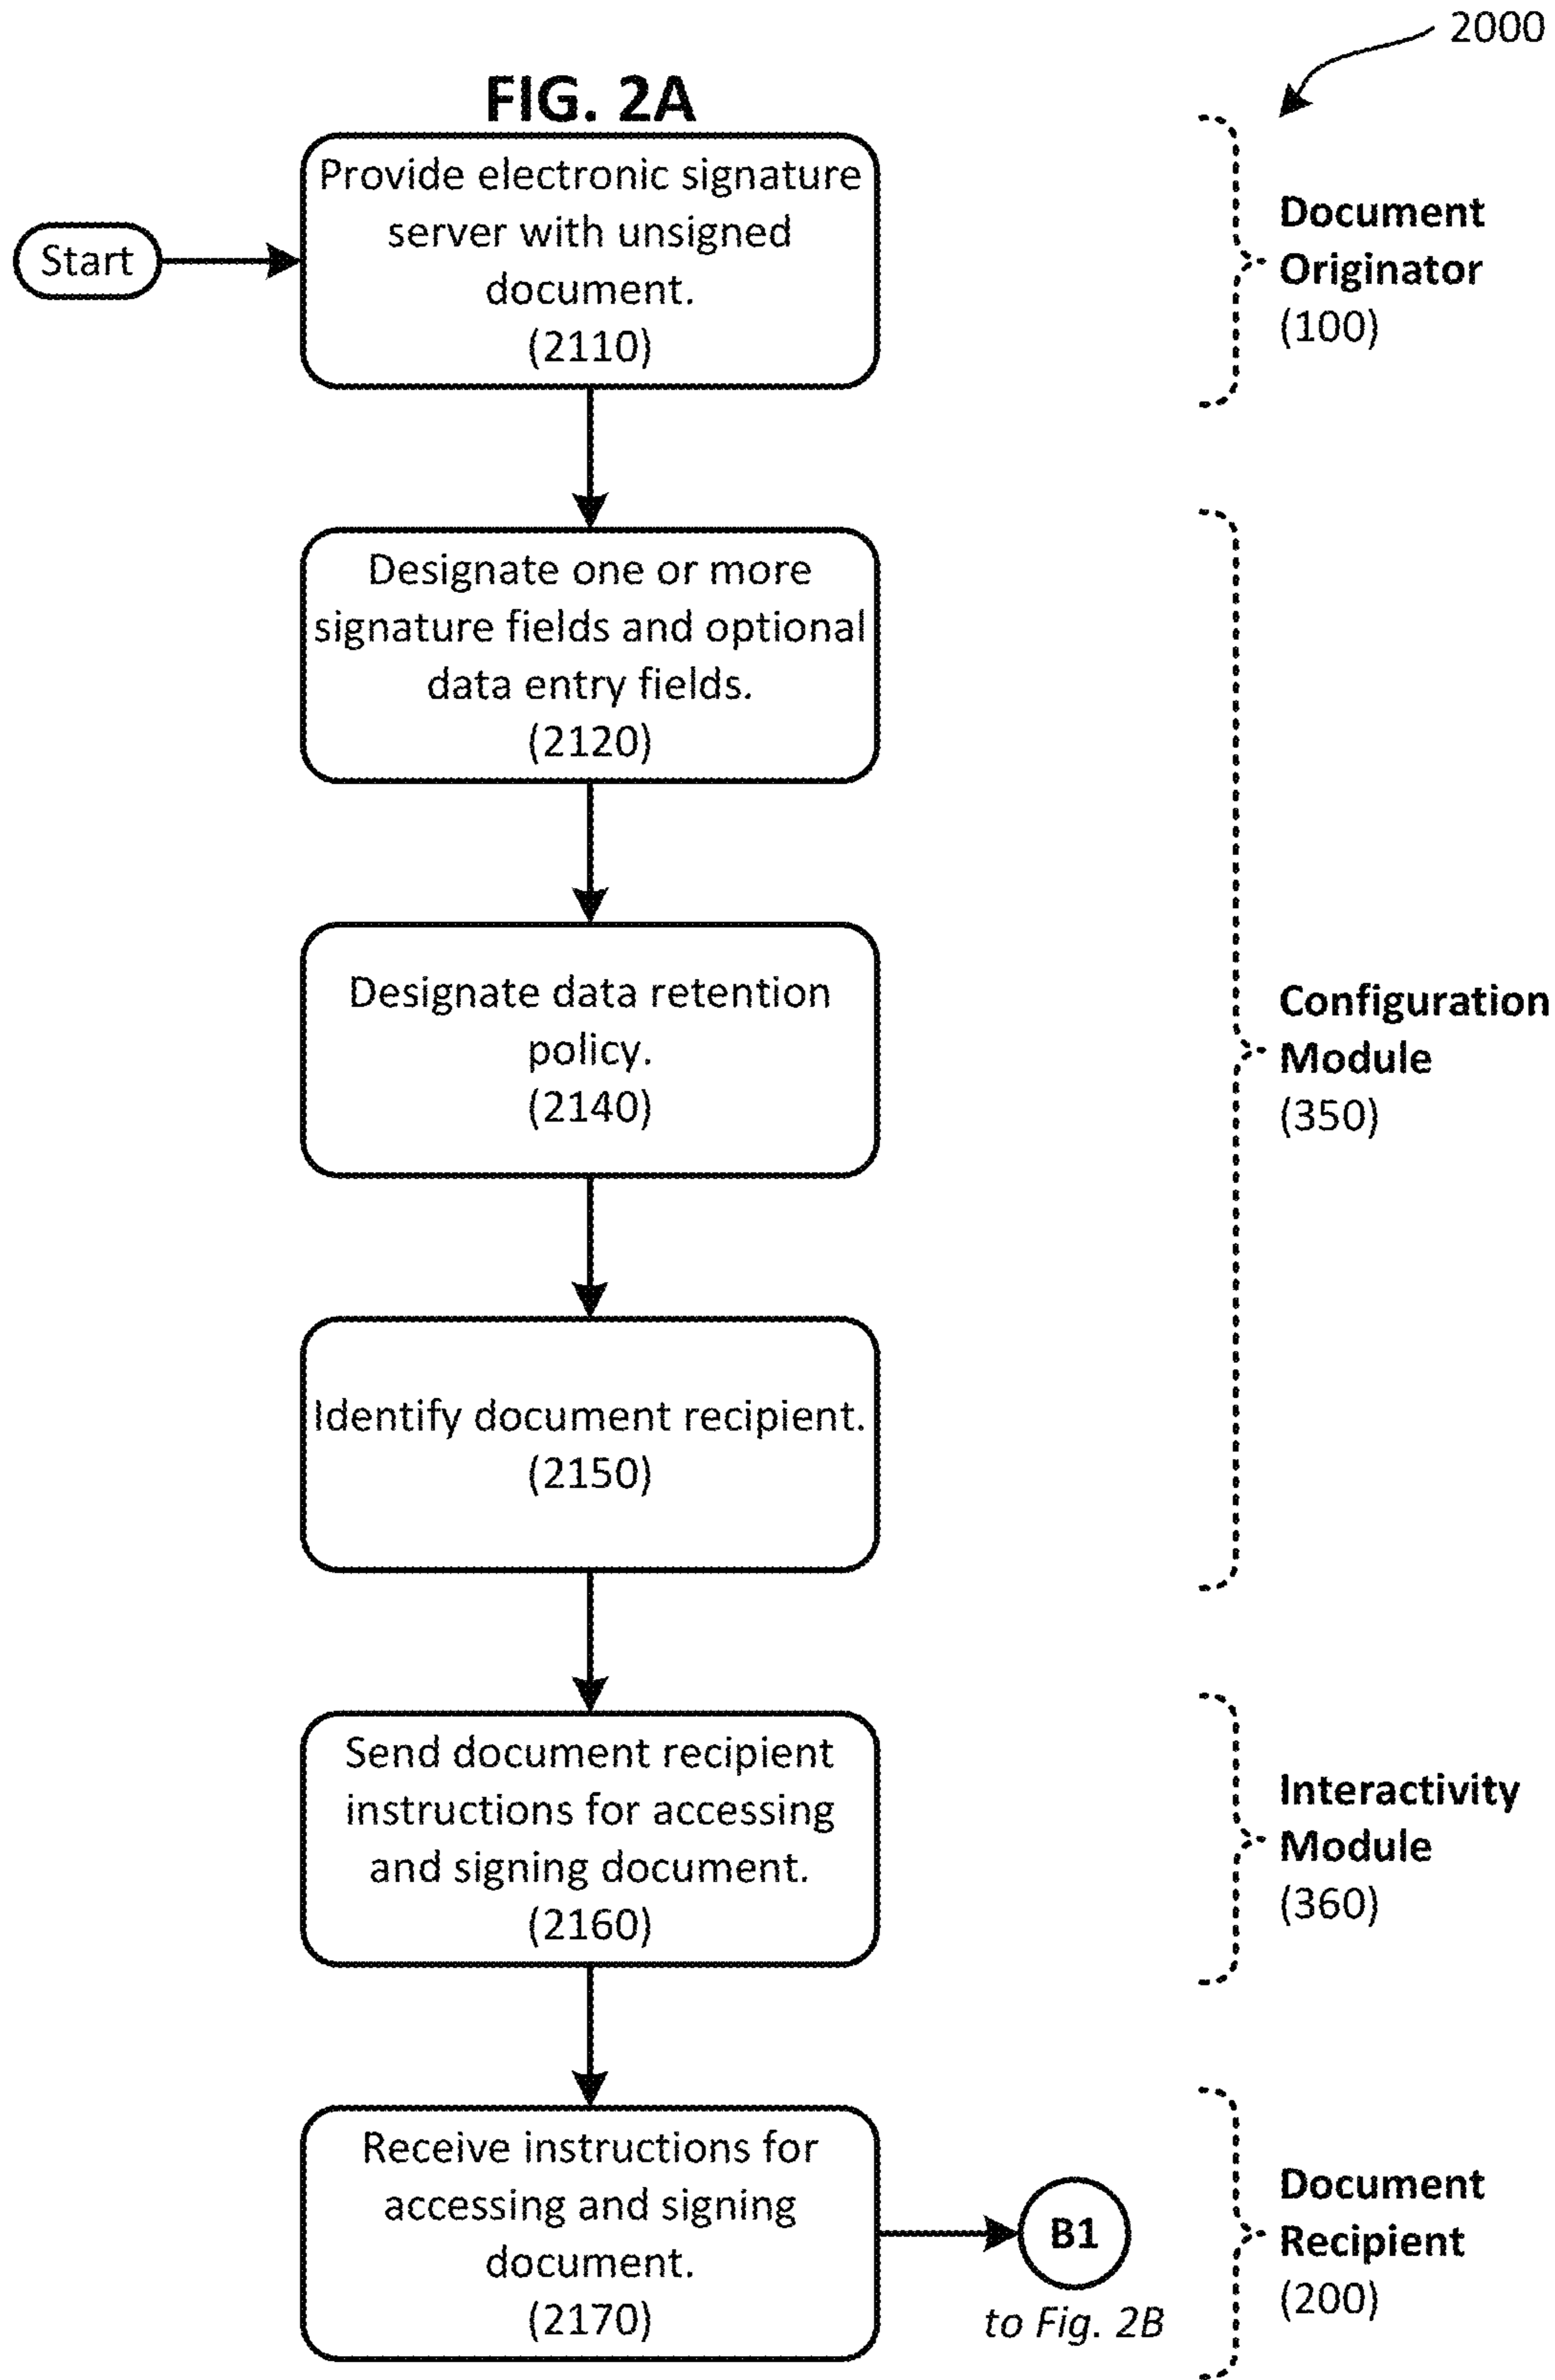 2000
FIG. 2A
Start
Provide electronic signature
server with unsigned
document.
(2110)
Document
Originator
(100)
Designate one or more
signature fields and optional
data entry fields.
(2120)
Designate data retention
policy.
(2140)
Configuration
Module
(350)
Identify document recipient.
(2150)
Send document recipient
instructions for accessing
and signing document.
(2160)
Interactivity
Module
(360)
Receive instructions for
accessing and signing
document.
(2170)
B1
to Fig. 2B
Document
Recipient
(200)